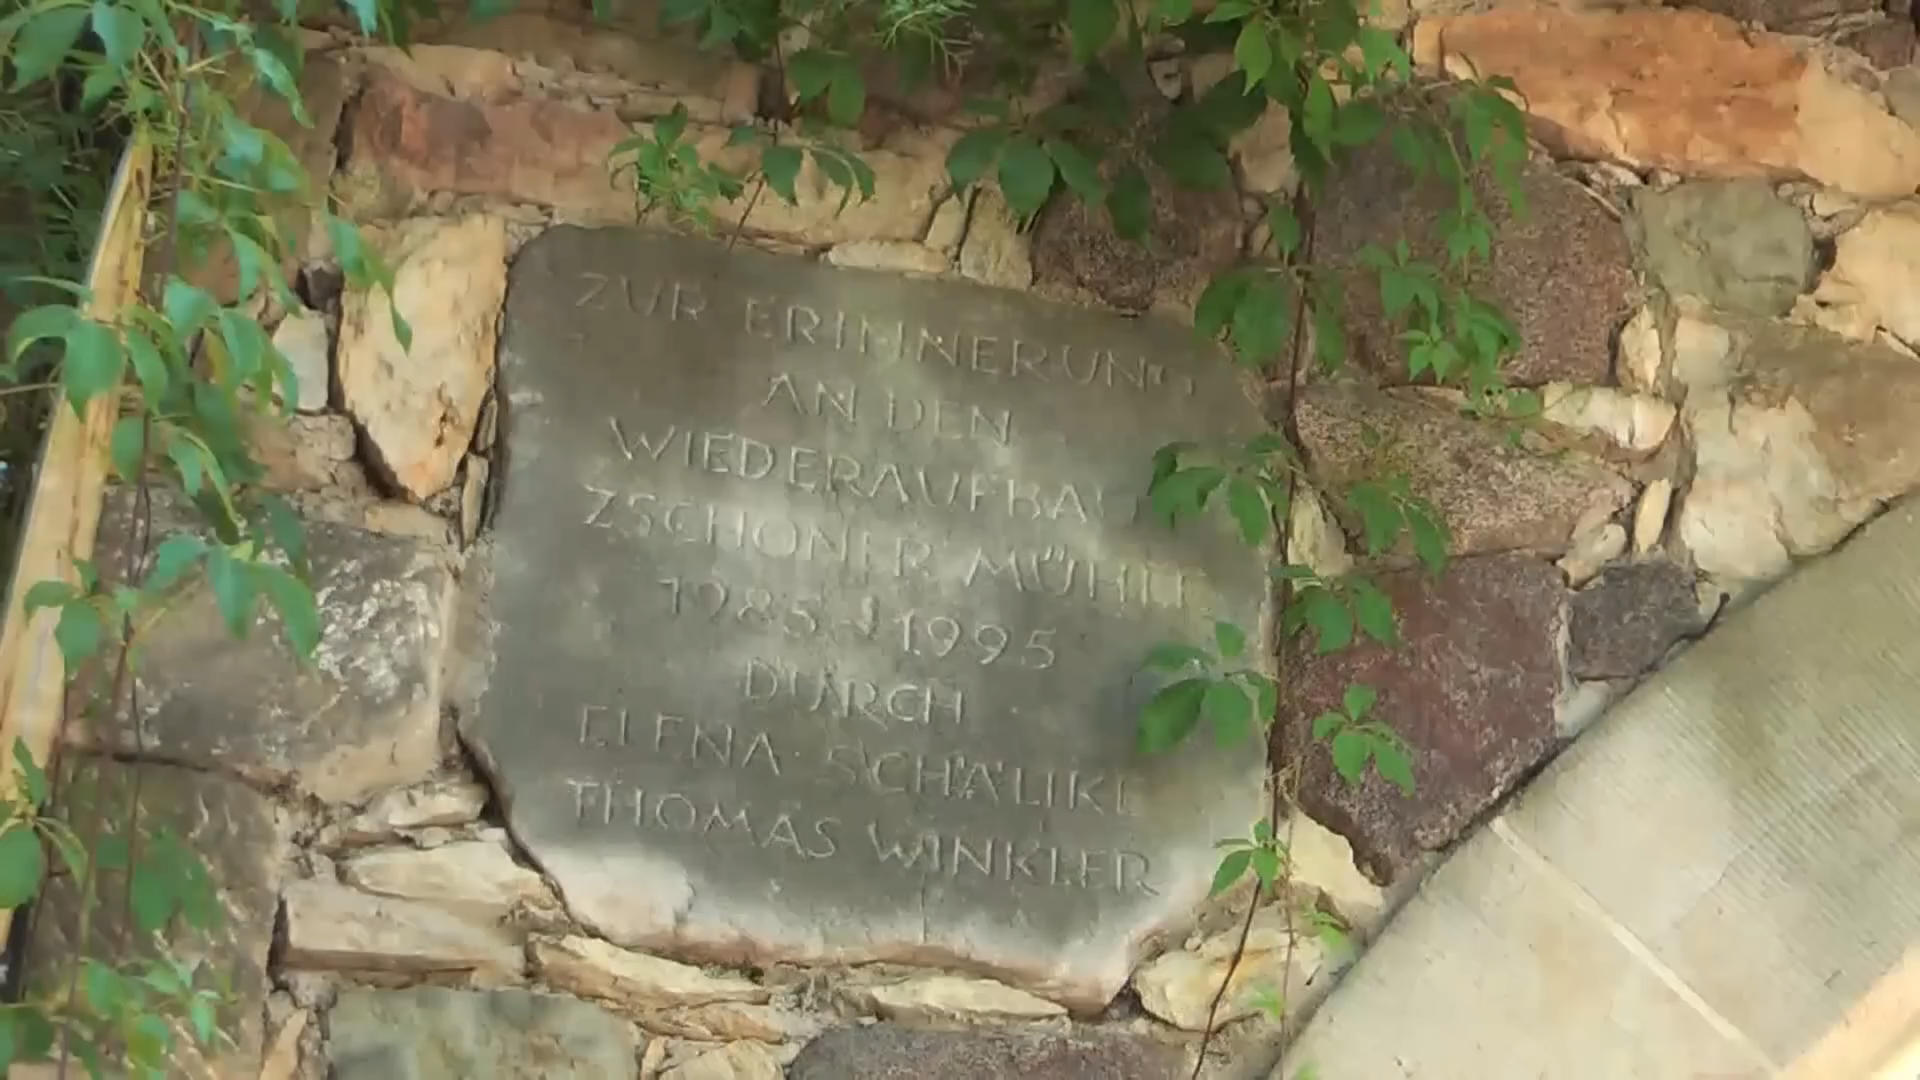 ZUR ERINNERUNG
AN DEN
WIEDERAUFBAU
ZSCHONER MÜHLE
1985-1995
DURCH
ELENA · SCHÄLIKE
THOMAS WINKLER